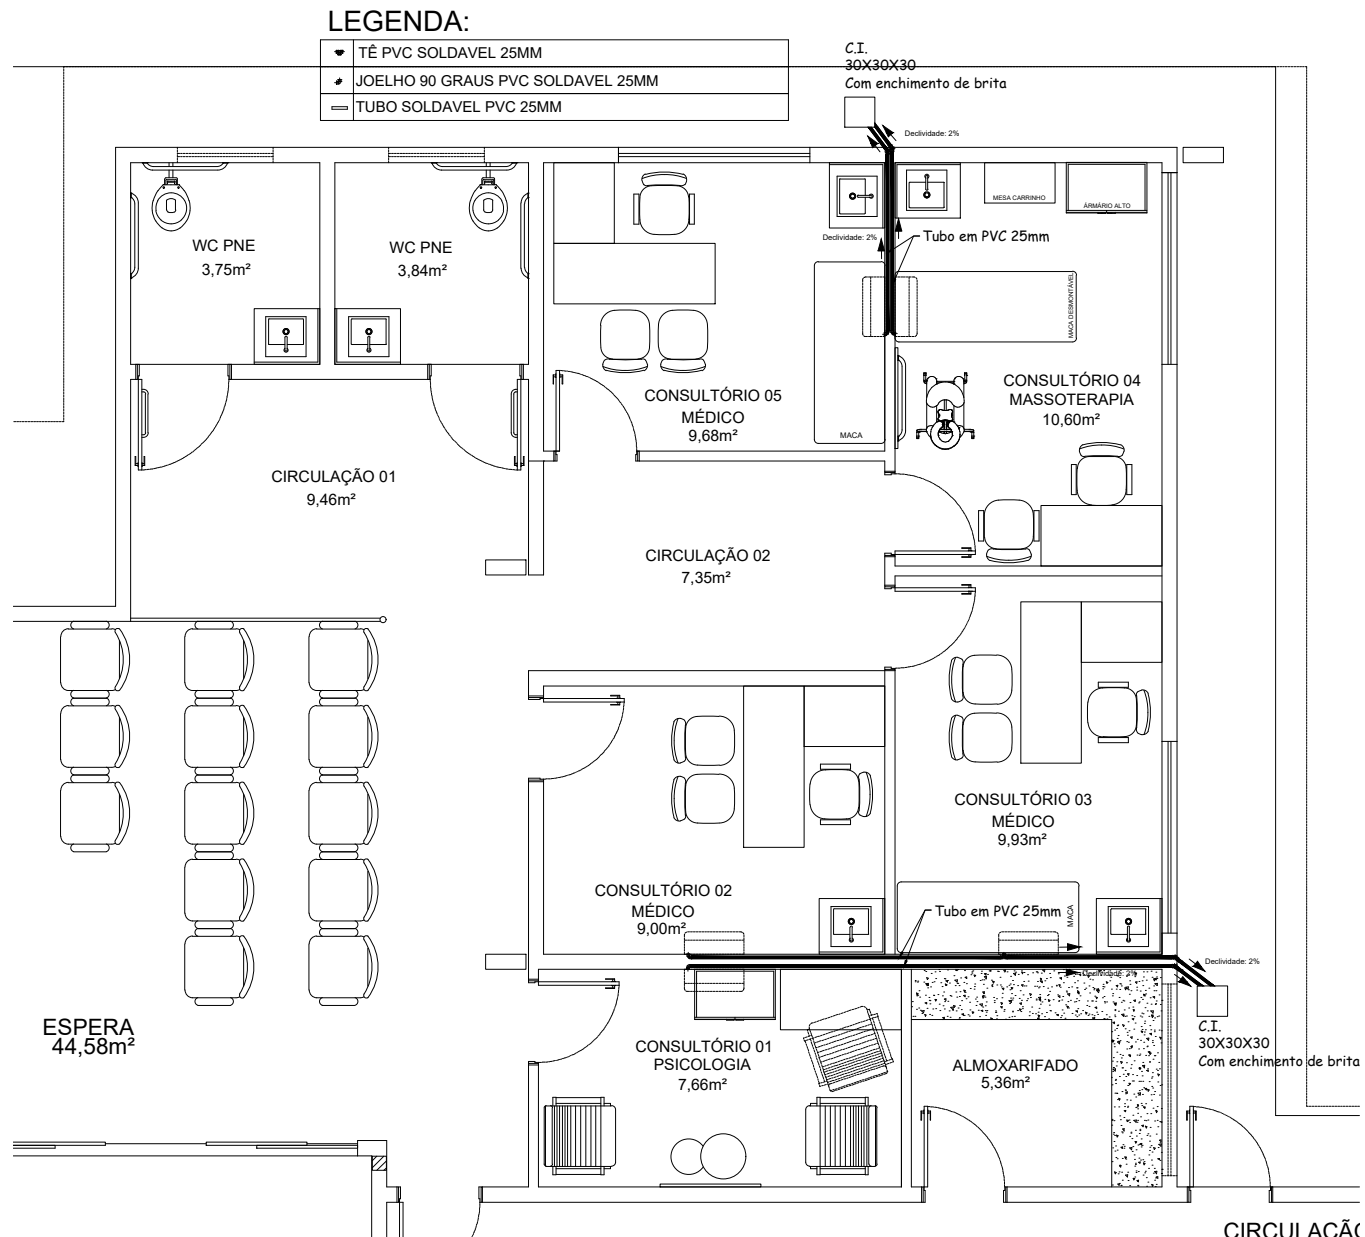 LEGENDA:
TÊ PVC SOLDAVEL 25MM
JOELHO 90 GRAUS PVC SOLDAVEL 25MM
TUBO SOLDAVEL PVC 25MM
C.I.
30X30X30
Com enchimento de brita
Declividade: 2%
WC PNE
3,75m²
WC PNE
3,84m²
Declividade: 2%
Tubo em PVC 25mm
MESA CARRINHO
ÁRMÁRIO ALTO
MACA DESMONTÁVEL
CONSULTÓRIO 05
MÉDICO
9,68m²
MACA
CONSULTÓRIO 04
MASSOTERAPIA
10,60m²
CIRCULAÇÃO 01
9,46m²
CIRCULAÇÃO 02
7,35m²
CONSULTÓRIO 03
MÉDICO
9,93m²
CONSULTÓRIO 02
MÉDICO
9,00m²
Tubo em PVC 25mm
MACA
Declividade: 2%
Declividade: 2%
C.I.
30X30X30
Com enchimento de brita
ESPERA
44,58m²
CONSULTÓRIO 01
PSICOLOGIA
7,66m²
ALMOXARIFADO
5,36m²
CIRCULAÇÃO